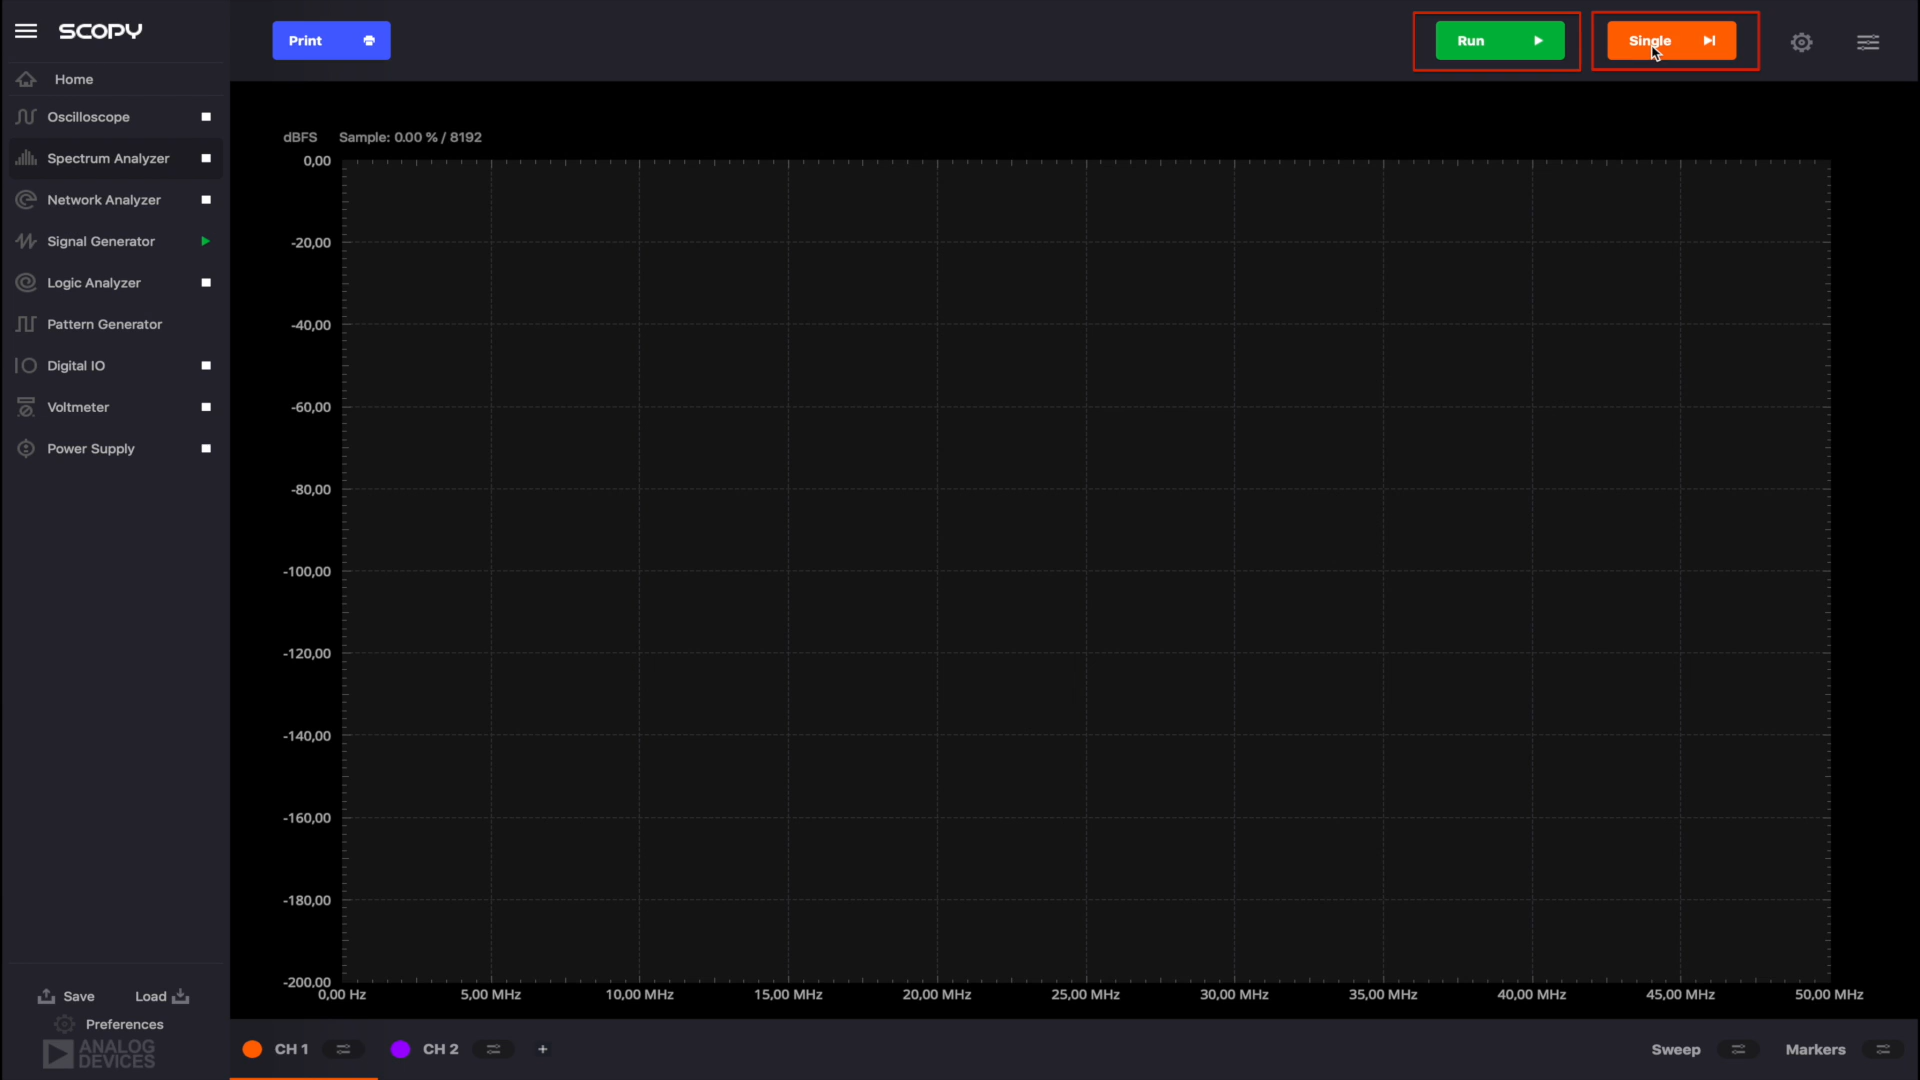 SCOPY
Print
Run
Single
Home
Oscilloscope
Spectrum Analyzer
Network Analyzer
Signal Generator
Logic Analyzer
Pattern Generator
Digital IO
Voltmeter
Power Supply
dBFS Sample: 0.00 % / 8192
0,00
-20,00
-40,00
-60,00
-80,00
-100,00
-120,00
-140,00
-160,00
-180,00
-200,00
0,00 Hz 5,00 MHz 10,00 MHz 15,00 MHz 20,00 MHz 25,00 MHz 30,00 MHz 35,00 MHz 40,00 MHz 45,00 MHz 50,00 MHz
Save Load
Preferences
ANALOG
DEVICES
CH 1 CH 2 +
Sweep Markers